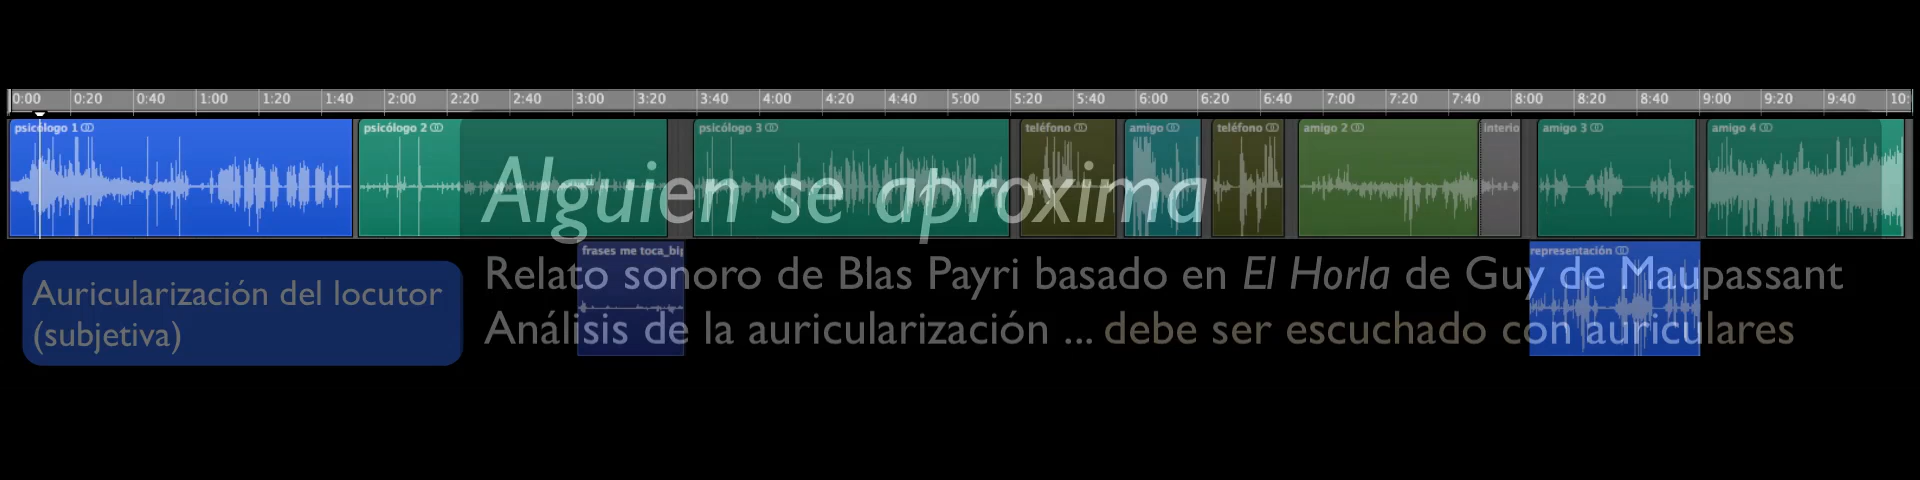 0:00 0:20 0:40 1:00 1:20 1:40 2:00 2:20 2:40 3:00 3:20 3:40 4:00 4:20 4:40 5:00 5:20 5:40 6:00 6:20 6:40 7:00 7:20 7:40 8:00 8:20 8:40 9:00 9:20 9:40 10:
psicólogo 1 psicólogo 2 psicólogo 3 teléfono amigo teléfono amigo 2 interio amigo 3 amigo 4
Alguien se aproxima
frases me toca_bip representación
Relato sonoro de Blas Payri basado en El Horla de Guy de Maupassant
Auricularización del locutor
(subjetiva)
Análisis de la auricularización ... debe ser escuchado con auriculares